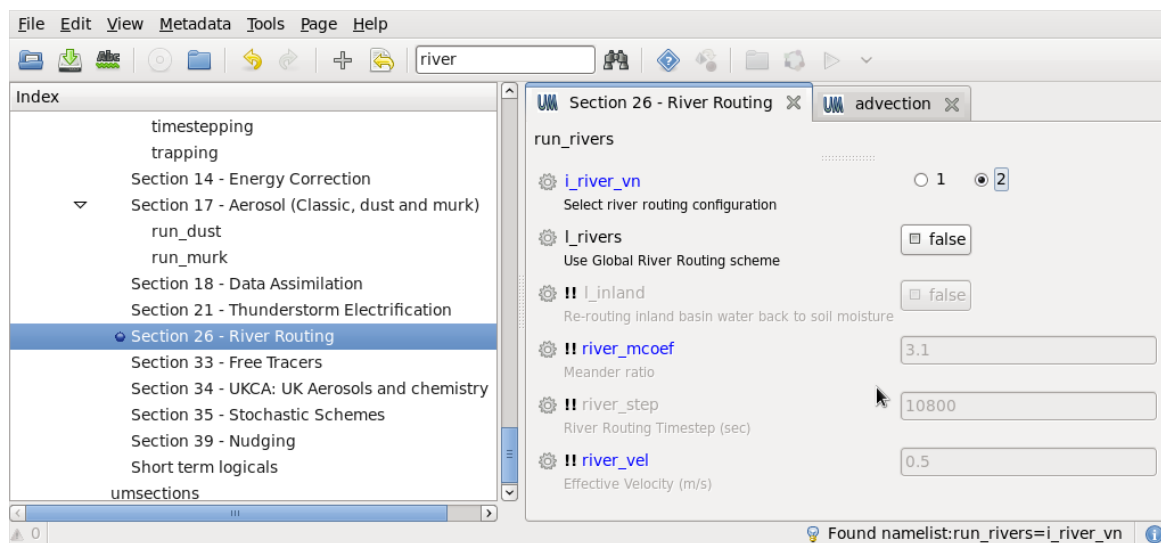 File Edit View Metadata Tools Page Help
Abc river
Index
timestepping
trapping
Section 14 - Energy Correction
Section 17 - Aerosol (Classic, dust and murk)
run_dust
run_murk
Section 18 - Data Assimilation
Section 21 - Thunderstorm Electrification
Section 26 - River Routing
Section 33 - Free Tracers
Section 34 - UKCA: UK Aerosols and chemistry
Section 35 - Stochastic Schemes
Section 39 - Nudging
Short term logicals
umsections
0
UM Section 26 - River Routing UM advection
run_rivers
i_river_vn 1 2
Select river routing configuration
l_rivers false
Use Global River Routing scheme
!! l_inland false
Re-routing inland basin water back to soil moisture
!! river_mcoef 3.1
Meander ratio
!! river_step 10800
River Routing Timestep (sec)
!! river_vel 0.5
Effective Velocity (m/s)
Found namelist:run_rivers=i_river_vn